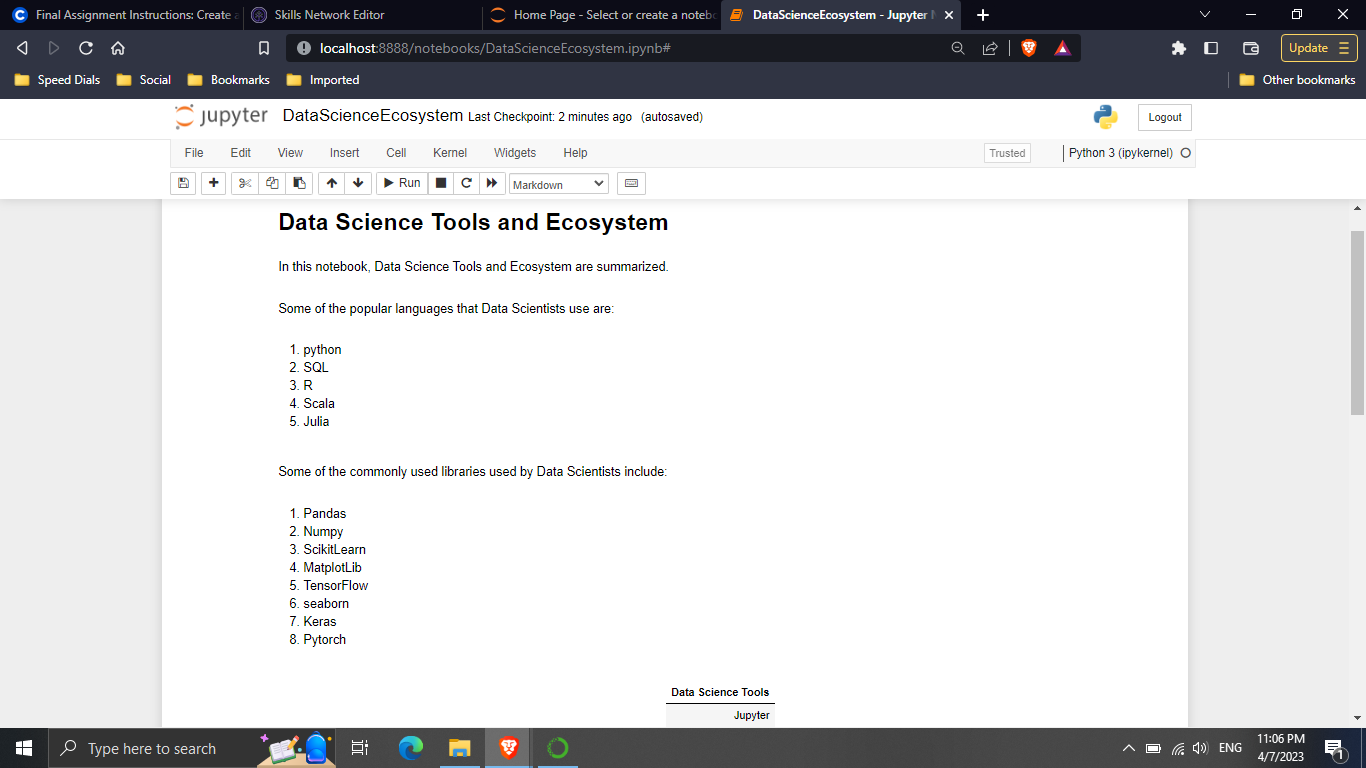 Final Assignment Instructions: Create a
Skills Network Editor
Home Page - Select or create a noteb
DataScienceEcosystem - Jupyter N
localhost:8888/notebooks/DataScienceEcosystem.ipynb#
Update
Speed Dials
Social
Bookmarks
Imported
Other bookmarks
jupyter DataScienceEcosystem Last Checkpoint: 2 minutes ago (autosaved)
Logout
File Edit View Insert Cell Kernel Widgets Help
Trusted
Python 3 (ipykernel)
Run
Markdown
Data Science Tools and Ecosystem
In this notebook, Data Science Tools and Ecosystem are summarized.
Some of the popular languages that Data Scientists use are:
1. python
2. SQL
3. R
4. Scala
5. Julia
Some of the commonly used libraries used by Data Scientists include:
1. Pandas
2. Numpy
3. ScikitLearn
4. MatplotLib
5. TensorFlow
6. seaborn
7. Keras
8. Pytorch
Data Science Tools
Jupyter
Type here to search
ENG
11:06 PM
4/7/2023
1